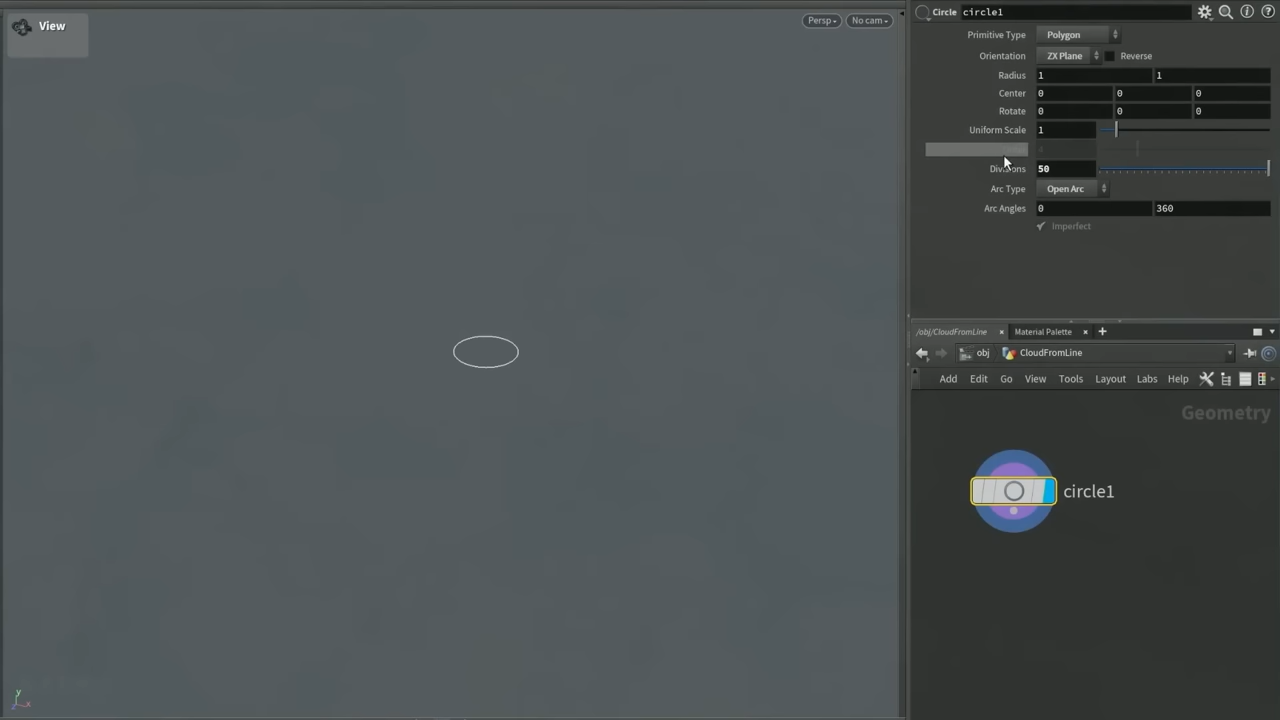 View
Persp
No cam
Circle circle1
Primitive Type Polygon
Orientation ZX Plane Reverse
Radius 1 1
Center 0 0 0
Rotate 0 0 0
Uniform Scale 1
Divisions 50
Arc Type Open Arc
Arc Angles 0 360
Imperfect
/obj/CloudFromLine × Material Palette × +
obj CloudFromLine
Add Edit Go View Tools Layout Labs Help
Geometry
circle1
y
x